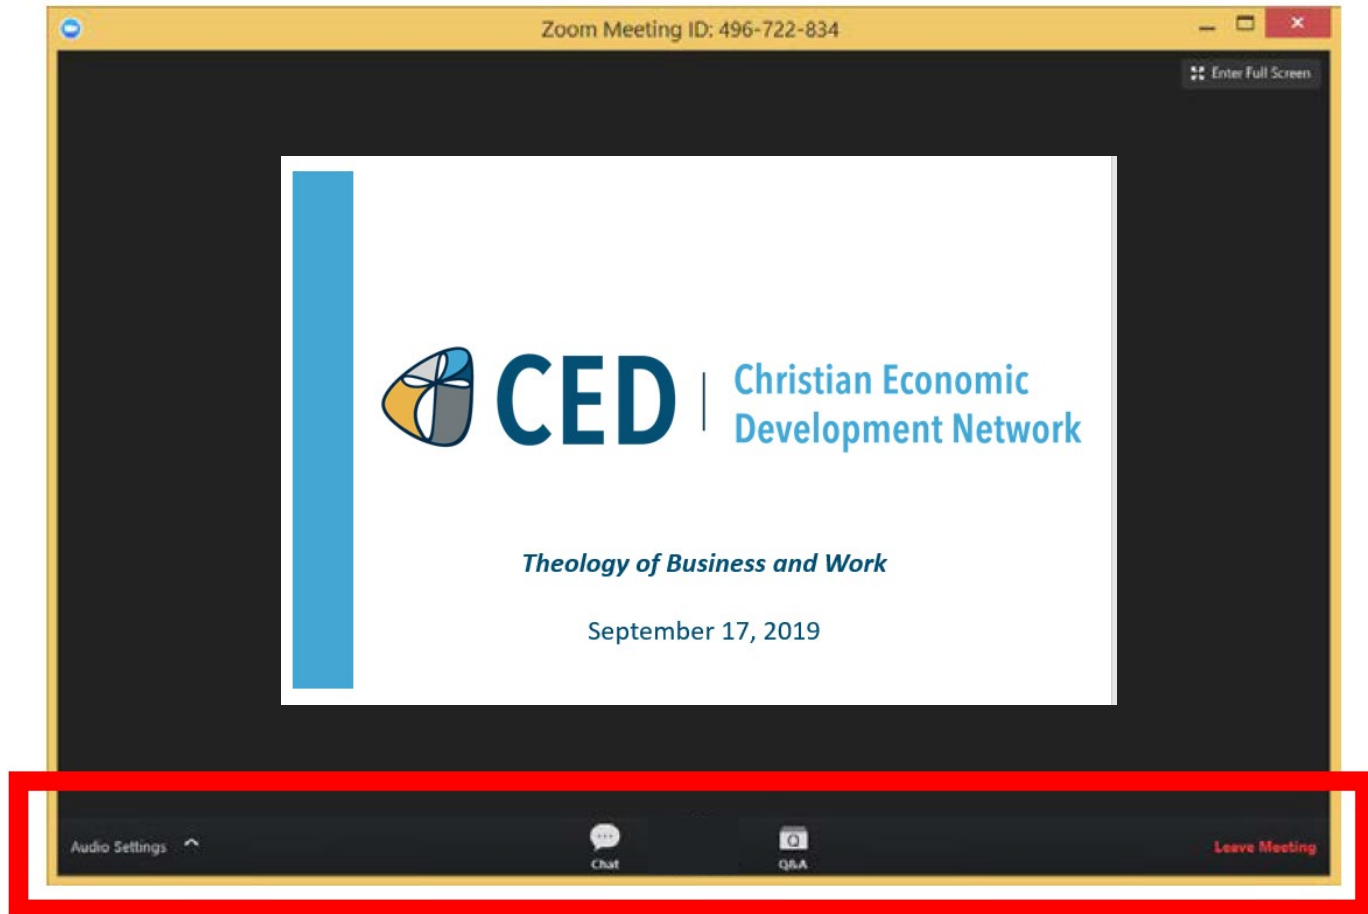 Zoom Meeting ID: 496-722-834
Enter Full Screen
CED
Christian Economic
Development Network
Theology of Business and Work
September 17, 2019
Audio Settings
Chat
Q
Q&A
Leave Meeting